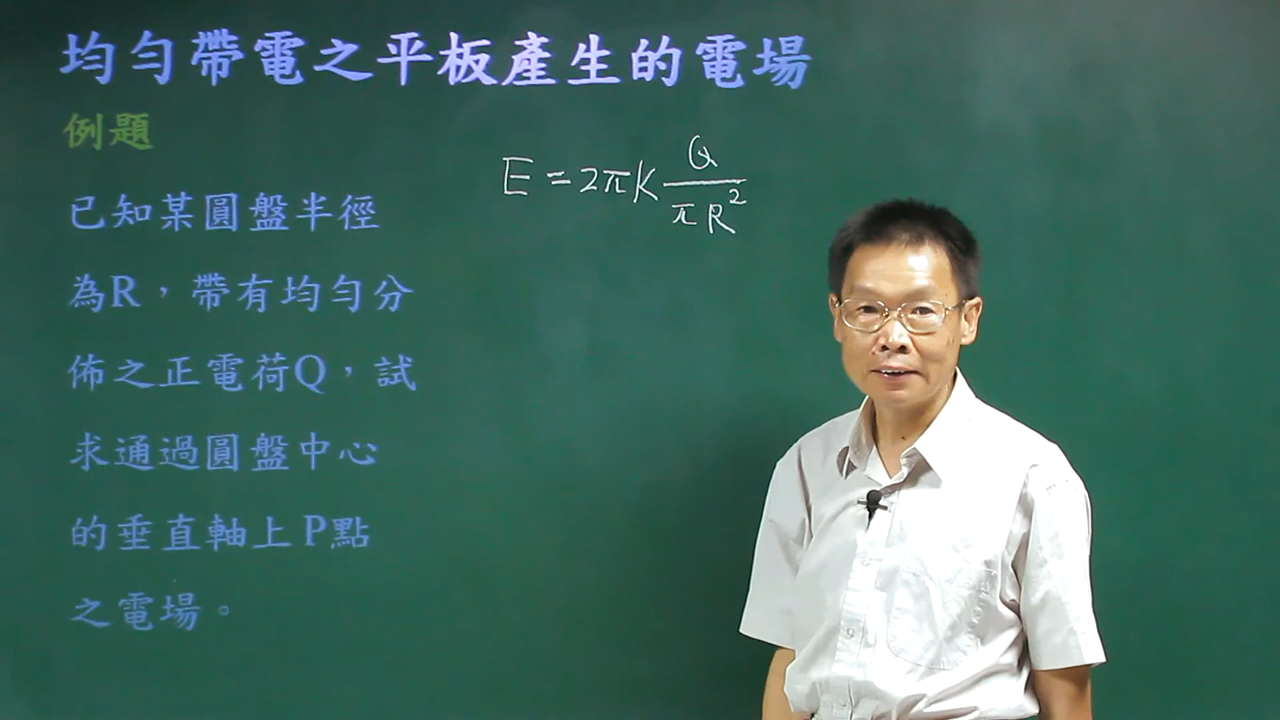 均勻帶電之平板產生的電場
例題
已知某圓盤半徑
為R，帶有均勻分
佈之正電荷Q，試
求通過圓盤中心
的垂直軸上P點
之電場。
E = 2πK Q/πR²